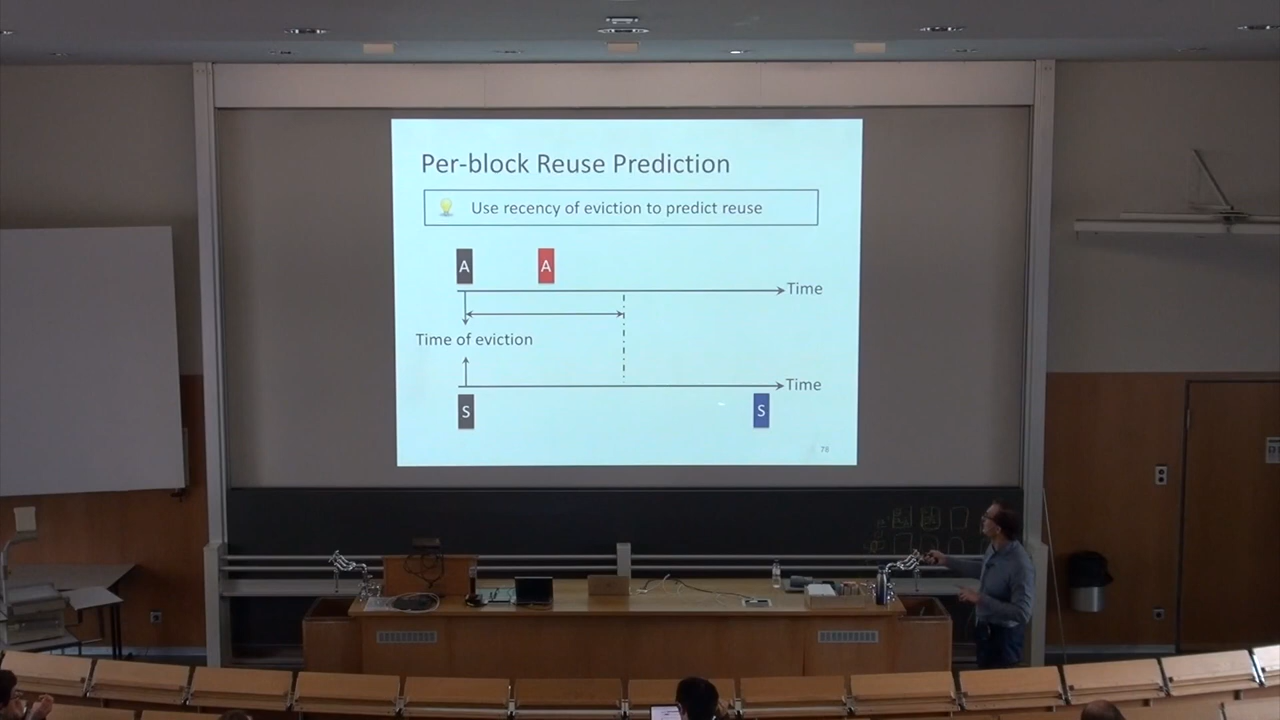 Per-block Reuse Prediction
Use recency of eviction to predict reuse
A
A
Time
Time of eviction
Time
S
S
78